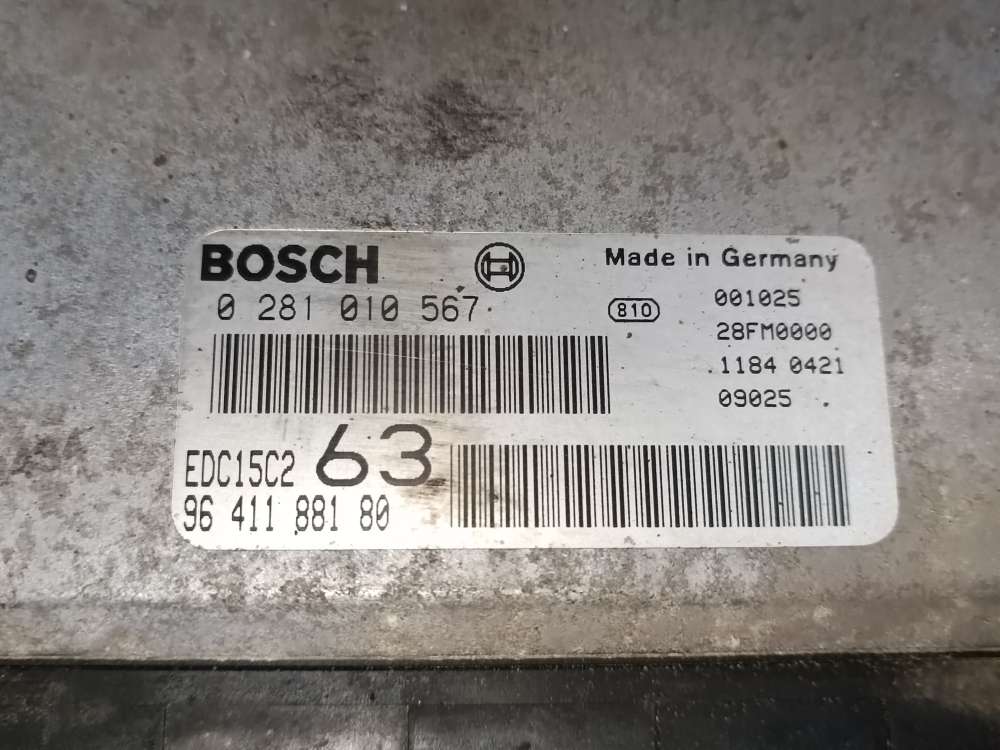 BOSCH
Made in Germany
0 281 010 567
810
001025
28FM0000
1184 0421
09025
EDC15C2 63
96 411 881 80